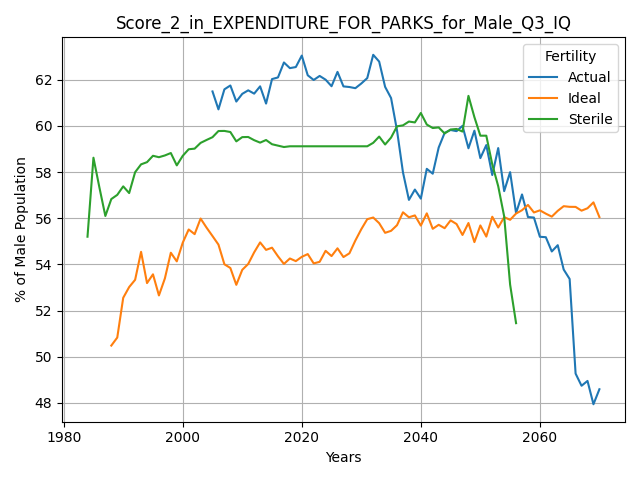 Score_2_in_EXPENDITURE_FOR_PARKS_for_Male_Q3_IQ
Fertility
Actual
Ideal
Sterile
% of Male Population
62
60
58
56
54
52
50
48
1980
2000
2020
2040
2060
Years